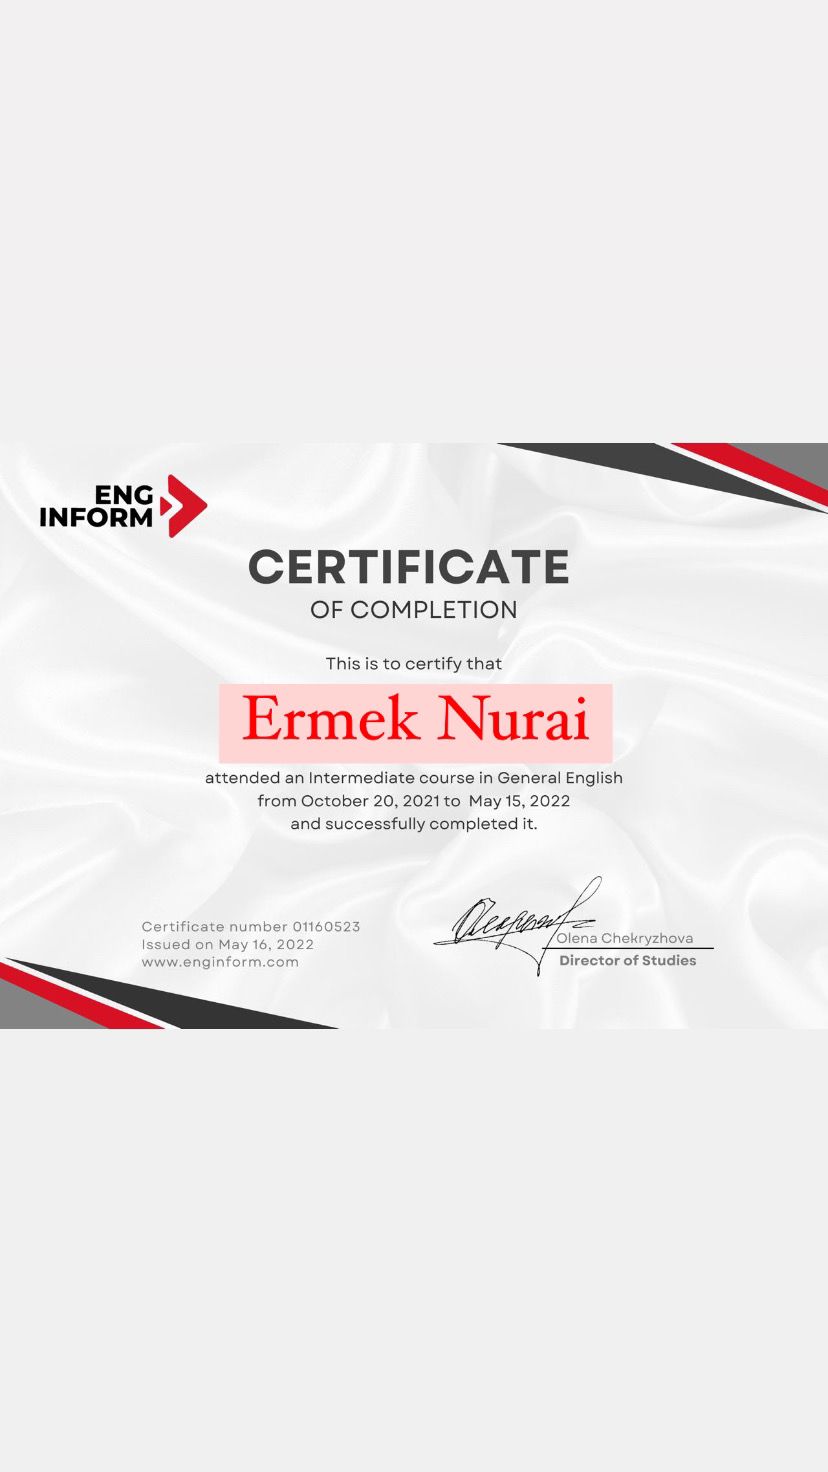 ENG
INFORM
CERTIFICATE
OF COMPLETION
This is to certify that
Ermek Nurai
attended an Intermediate course in General English
from October 20, 2021 to May 15, 2022
and successfully completed it.
Certificate number 01160523
Issued on May 16, 2022
www.enginform.com
Olena Chekryzhova
Director of Studies